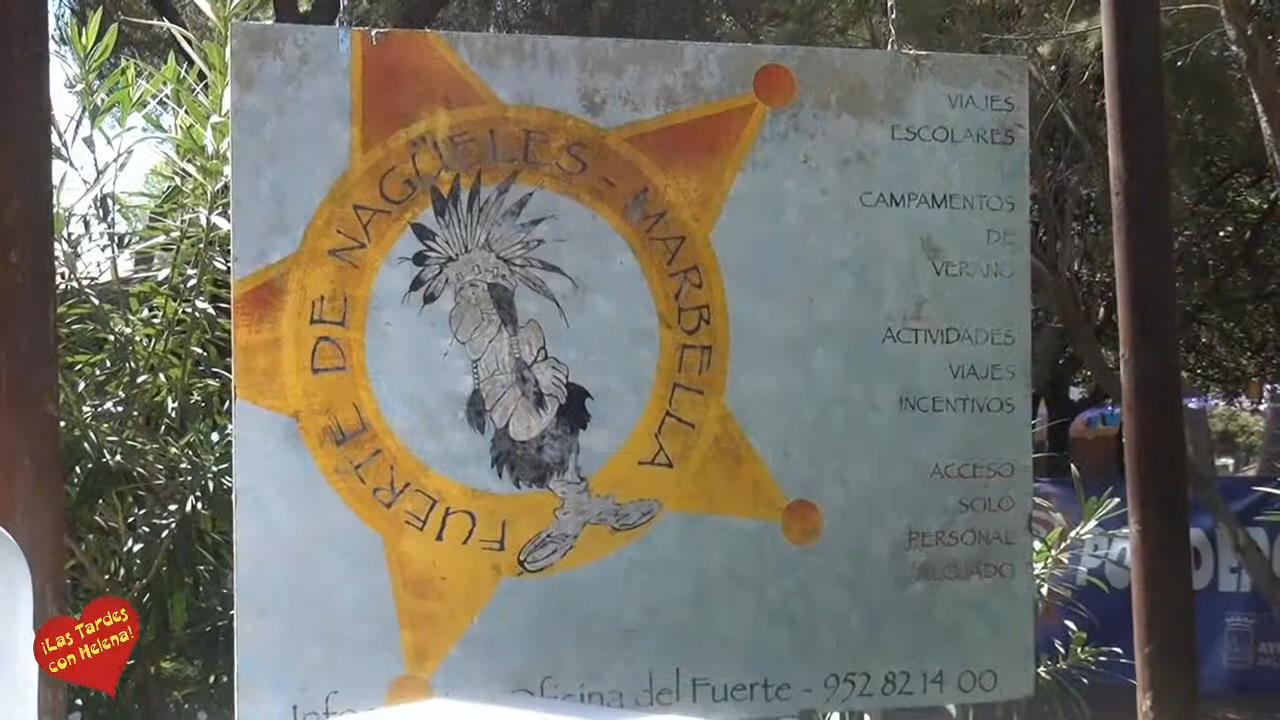 FUERTE DE NAGÜELES - MARBELLA
VIAJES
ESCOLARES
CAMPAMENTOS
DE
VERANO
ACTIVIDADES
VIAJES
INCENTIVOS
ACCESO
SOLO
PERSONAL
ALOJADO
Oficina del Fuerte - 952 82 14 00
¡Las Tardes
con Helena!